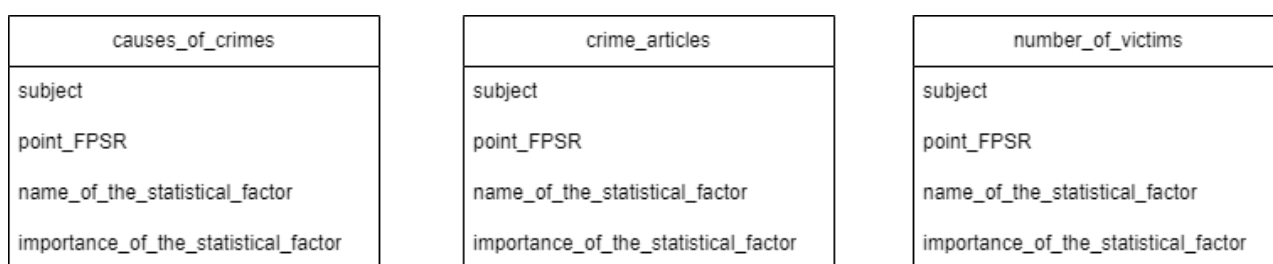 causes_of_crimes
subject
point_FPSR
name_of_the_statistical_factor
importance_of_the_statistical_factor
crime_articles
subject
point_FPSR
name_of_the_statistical_factor
importance_of_the_statistical_factor
number_of_victims
subject
point_FPSR
name_of_the_statistical_factor
importance_of_the_statistical_factor